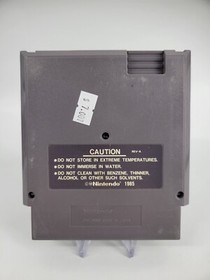 CAUTION
REV-A
● DO NOT STORE IN EXTREME TEMPERATURES.
● DO NOT IMMERSE IN WATER.
● DO NOT CLEAN WITH BENZENE, THINNER,
ALCOHOL OR OTHER SUCH SOLVENTS.
Nintendo 1985